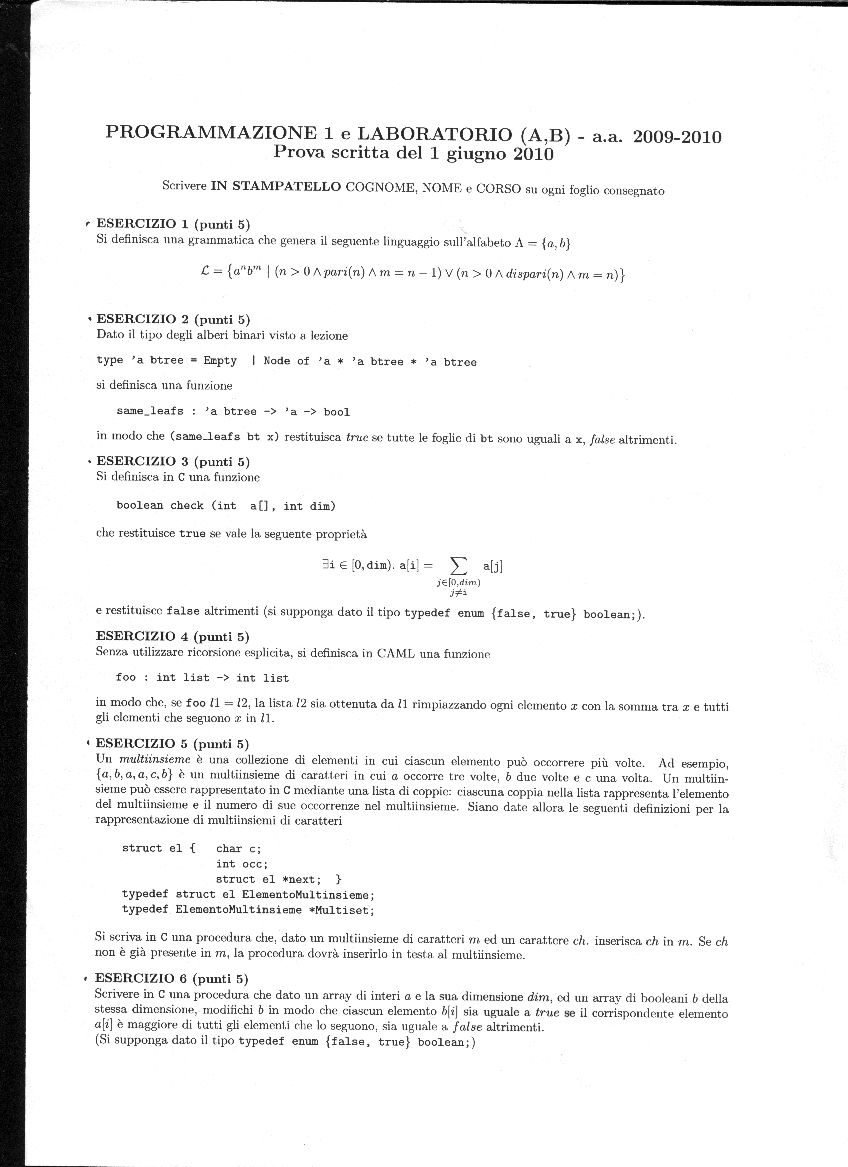 PROGRAMMAZIONE 1 e LABORATORIO (A,B) - a.a. 2009-2010
Prova scritta del 1 giugno 2010
Scrivere IN STAMPATELLO COGNOME, NOME e CORSO su ogni foglio consegnato
ESERCIZIO 1 (punti 5)
Si definisca una grammatica che genera il seguente linguaggio sull'alfabeto Λ = {a, b}
L = {aⁿbᵐ | (n > 0 ∧ pari(n) ∧ m = n − 1) ∨ (n > 0 ∧ dispari(n) ∧ m = n)}
ESERCIZIO 2 (punti 5)
Dato il tipo degli alberi binari visto a lezione
type 'a btree = Empty | Node of 'a * 'a btree * 'a btree
si definisca una funzione
same_leafs : 'a btree -> 'a -> bool
in modo che (same_leafs bt x) restituisca true se tutte le foglie di bt sono uguali a x, false altrimenti.
ESERCIZIO 3 (punti 5)
Si definisca in C una funzione
boolean check (int a[], int dim)
che restituisce true se vale la seguente proprietà
∃i ∈ [0, dim). a[i] = ∑ a[j]
j∈[0,dim)
j≠i
e restituisce false altrimenti (si supponga dato il tipo typedef enum {false, true} boolean;).
ESERCIZIO 4 (punti 5)
Senza utilizzare ricorsione esplicita, si definisca in CAML una funzione
foo : int list -> int list
in modo che, se foo l1 = l2, la lista l2 sia ottenuta da l1 rimpiazzando ogni elemento x con la somma tra x e tutti
gli elementi che seguono x in l1.
ESERCIZIO 5 (punti 5)
Un multiinsieme è una collezione di elementi in cui ciascun elemento può occorrere più volte. Ad esempio,
{a, b, a, a, c, b} è un multiinsieme di caratteri in cui a occorre tre volte, b due volte e c una volta. Un multiin-
sieme può essere rappresentato in C mediante una lista di coppie: ciascuna coppia nella lista rappresenta l'elemento
del multiinsieme e il numero di sue occorrenze nel multiinsieme. Siano date allora le seguenti definizioni per la
rappresentazione di multiinsiemi di caratteri
struct el { char c;
int occ;
struct el *next; }
typedef struct el ElementoMultinsieme;
typedef ElementoMultinsieme *Multiset;
Si scriva in C una procedura che, dato un multiinsieme di caratteri m ed un carattere ch. inserisca ch in m. Se ch
non è già presente in m, la procedura dovrà inserirlo in testa al multiinsieme.
ESERCIZIO 6 (punti 5)
Scrivere in C una procedura che dato un array di interi a e la sua dimensione dim, ed un array di booleani b della
stessa dimensione, modifichi b in modo che ciascun elemento b[i] sia uguale a true se il corrispondente elemento
a[i] è maggiore di tutti gli elementi che lo seguono, sia uguale a false altrimenti.
(Si supponga dato il tipo typedef enum {false, true} boolean;)